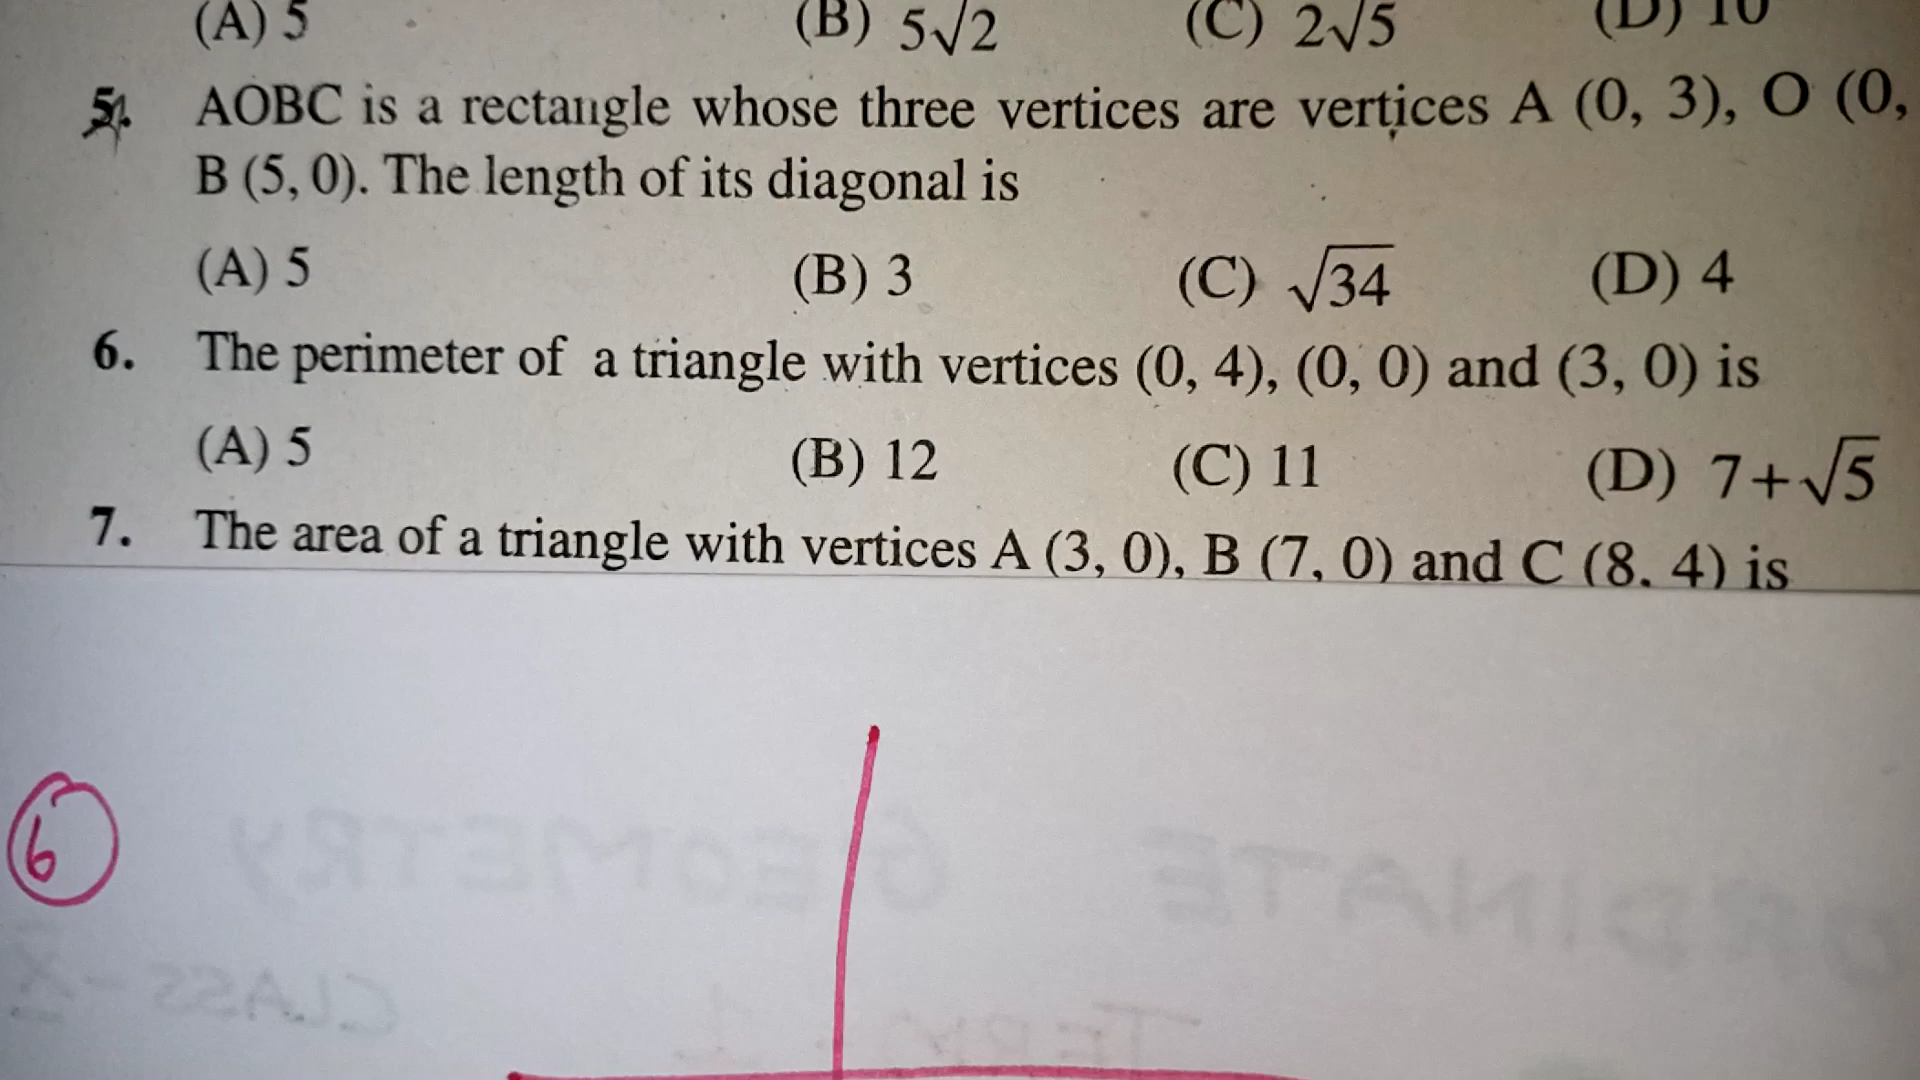 (A) 5 (B) 5√2 (C) 2√5 (D) 10
5. AOBC is a rectangle whose three vertices are vertices A (0, 3), O (0,
B (5, 0). The length of its diagonal is
(A) 5 (B) 3 (C) √34 (D) 4
6. The perimeter of a triangle with vertices (0, 4), (0, 0) and (3, 0) is
(A) 5 (B) 12 (C) 11 (D) 7+√5
7. The area of a triangle with vertices A (3, 0), B (7, 0) and C (8, 4) is
6